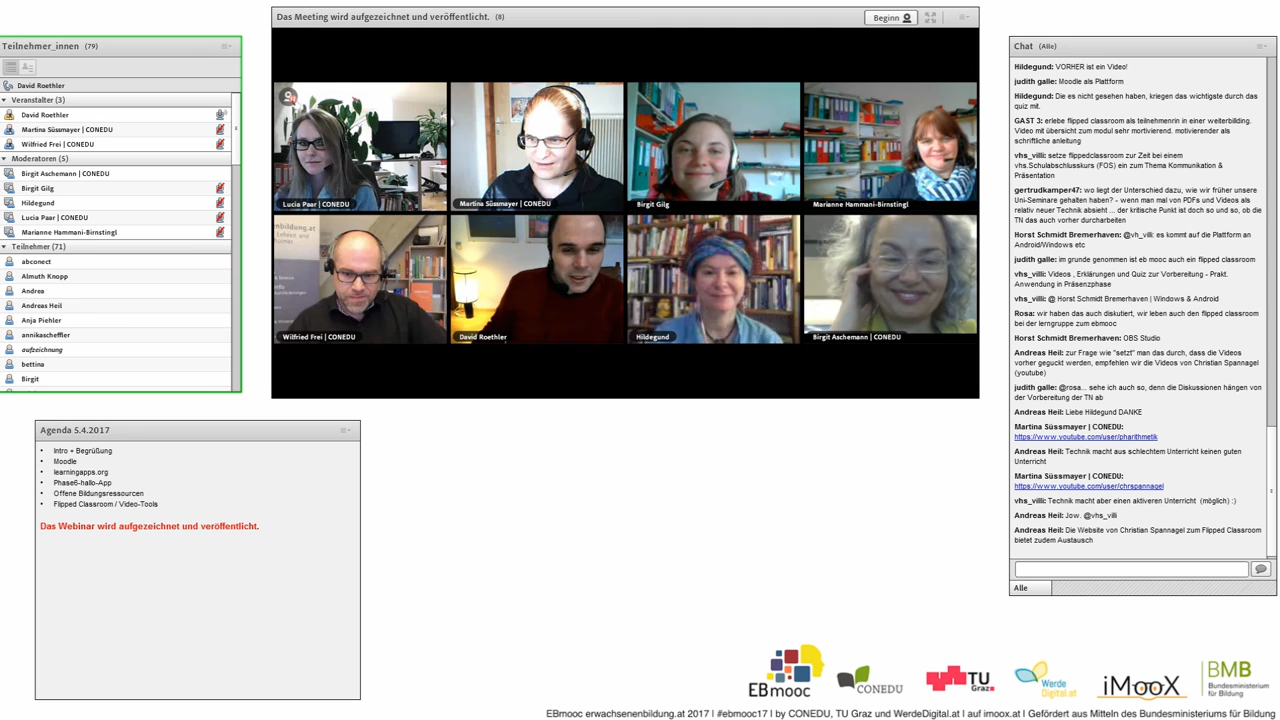 Das Meeting wird aufgezeichnet und veröffentlicht. (8)
Beginn
Teilnehmer_innen (79)
David Roethler
Veranstalter (3)
David Roethler
Martina Süssmayer | CONEDU
Wilfried Frei | CONEDU
Moderatoren (5)
Birgit Aschemann | CONEDU
Birgit Gilg
Hildegund
Lucia Paar | CONEDU
Marianne Hammani-Birnstingl
Teilnehmer (71)
abconect
Almuth Knopp
Andrea
Andreas Heil
Anja Piehler
annikascheffler
aufzeichnung
bettina
Birgit
Lucia Paar | CONEDU
Martina Süssmayer | CONEDU
Birgit Gilg
Marianne Hammani-Birnstingl
Wilfried Frei | CONEDU
David Roethler
Hildegund
Birgit Aschemann | CONEDU
Agenda 5.4.2017
• Intro + Begrüßung
• Moodle
• learningapps.org
• Phase6-hallo-App
• Offene Bildungsressourcen
• Flipped Classroom / Video-Tools
Das Webinar wird aufgezeichnet und veröffentlicht.
Chat (Alle)
Hildegund: VORHER ist ein Video!
judith galle: Moodle als Plattform
Hildegund: Die es nicht gesehen haben, kriegen das wichtigste durch das
quiz mit.
GAST 3: erlebe flipped classroom als teilnehmenrin in einer weiterbilding.
Video mit übersicht zum modul sehr mortivierend. motivierender als
schriftliche anleitung
vhs_villi: setze flippedclassroom zur Zeit bei einem
vhs.Schulabschlusskurs (FOS) ein zum Thema Kommunikation &
Präsentation
gertrudkamper47: wo liegt der Unterschied dazu, wie wir früher unsere
Uni-Seminare gehalten haben? - wenn man mal von PDFs und Videos als
relativ neuer Technik absieht ... der critische Punkt ist doch so und so, ob die
TN das auch vorher durcharbeiten
Horst Schmidt Bremerhaven: @vh_villi: es kommt auf die Plattform an
Android/Windows etc
judith galle: im grunde genommen ist eb mooc auch ein flipped classroom
vhs_villi: Videos , Erklärungen und Quiz zur Vorbereitung - Prakt.
Anwendung in Präsenzphase
vhs_villi: @ Horst Schmidt Bremerhaven | Windows & Android
Rosa: wir haben das auch diskutiert, wir leben auch den flipped classroom
bei der lerngruppe zum ebmooc
Horst Schmidt Bremerhaven: OBS Studio
Andreas Heil: zur Frage wie "setzt" man das durch, dass die Videos
vorher geguckt werden, empfehlen wir die Videos von Christian Spannagel
(youtube)
judith galle: @rosa... sehe ich auch so, denn die Diskussionen hängen von
der Vorbereitung der TN ab
Andreas Heil: Liebe Hildegund DANKE
Martina Süssmayer | CONEDU:
https://www.youtube.com/user/pharithmetik
Andreas Heil: Technik macht aus schlechtem Unterricht keinen guten
Unterricht
Martina Süssmayer | CONEDU:
https://www.youtube.com/user/chrspannagel
vhs_villi: Technik macht aber einen aktiveren Unterricht (möglich) :)
Andreas Heil: Jow. @vhs_villi
Andreas Heil: Die Website von Christian Spannagel zum Flipped Classroom
bietet zudem Austausch
Alle
EBmooc
CONEDU
TU
Graz
Werde
Digital.at
iMooX
BMB
Bundesministerium
für Bildung
EBmooc erwachsenenbildung.at 2017 I #ebmooc17 I by CONEDU, TU Graz und WerdeDigital.at I auf imoox.at I Gefördert aus Mitteln des Bundesministeriums für Bildung